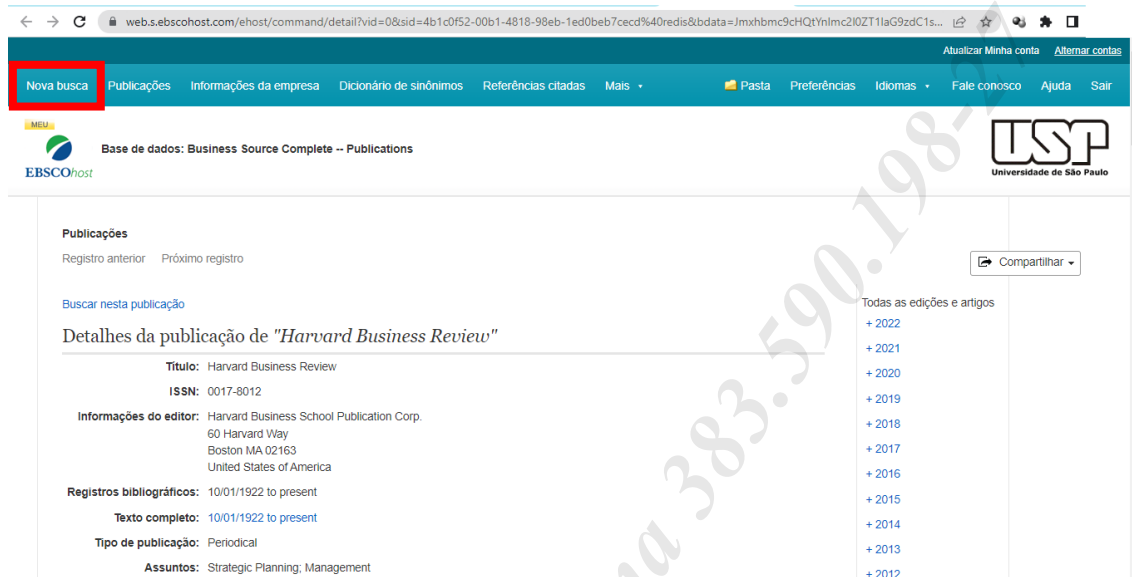 web.s.ebscohost.com/ehost/command/detail?vid=0&sid=4b1c0f52-00b1-4818-98eb-1ed0beb7cecd%40redis&bdata=Jmxhbmc9cHQtYnImc2l0ZT1laG9zdC1s...
Atualizar Minha conta Alternar contas
Nova busca Publicações Informações da empresa Dicionário de sinônimos Referências citadas Mais Pasta Preferências Idiomas Fale conosco Ajuda Sair
MEU
EBSCOhost
Base de dados: Business Source Complete -- Publications
USP
Universidade de São Paulo
Publicações
Registro anterior Próximo registro
Compartilhar
Buscar nesta publicação
Detalhes da publicação de "Harvard Business Review"
Título: Harvard Business Review
ISSN: 0017-8012
Informações do editor: Harvard Business School Publication Corp.
60 Harvard Way
Boston MA 02163
United States of America
Registros bibliográficos: 10/01/1922 to present
Texto completo: 10/01/1922 to present
Tipo de publicação: Periodical
Assuntos: Strategic Planning; Management
Todas as edições e artigos
+ 2022
+ 2021
+ 2020
+ 2019
+ 2018
+ 2017
+ 2016
+ 2015
+ 2014
+ 2013
+ 2012
383.590.198-27